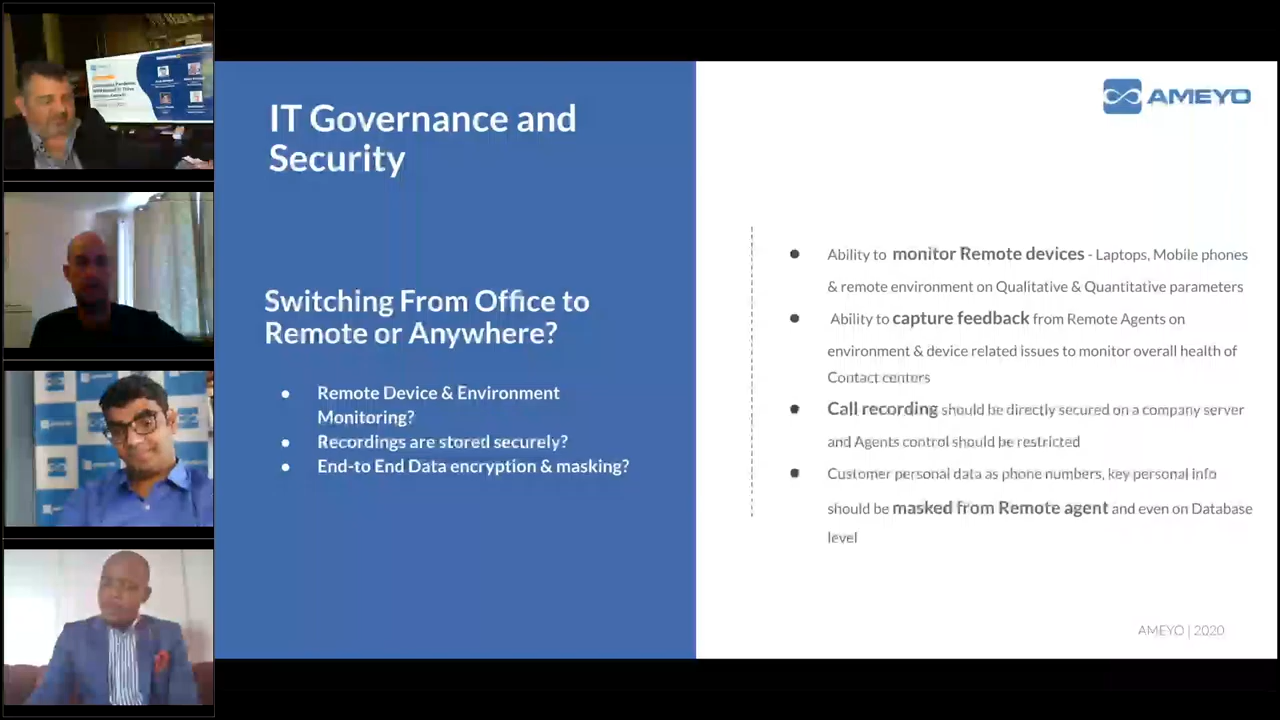 IT Governance and
Security
Switching From Office to
Remote or Anywhere?
● Remote Device & Environment
Monitoring?
● Recordings are stored securely?
● End-to End Data encryption & masking?
AMEYO
● Ability to monitor Remote devices - Laptops, Mobile phones
& remote environment on Qualitative & Quantitative parameters
● Ability to capture feedback from Remote Agents on
environment & device related issues to monitor overall health of
Contact centers
● Call recording should be directly secured on a company server
and Agents control should be restricted
● Customer personal data as phone numbers, key personal info
should be masked from Remote agent and even on Database
level
AMEYO | 2020